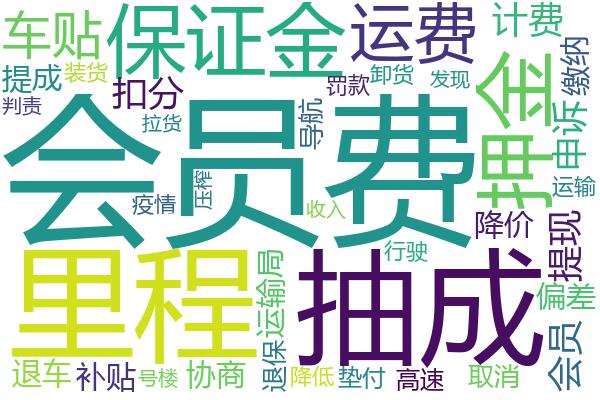 车贴
保证金
运费
计费
提成
装货
扣分
罚款
卸货
发现
缴纳
判责
拉货
导航
押金
申诉
会员费
疫情
压榨
收入
运输
降价
提现
行驶
里程
抽成
运输局
偏差
会员
退车
补贴
号楼
协商
退保
降低
垫付
高速
取消